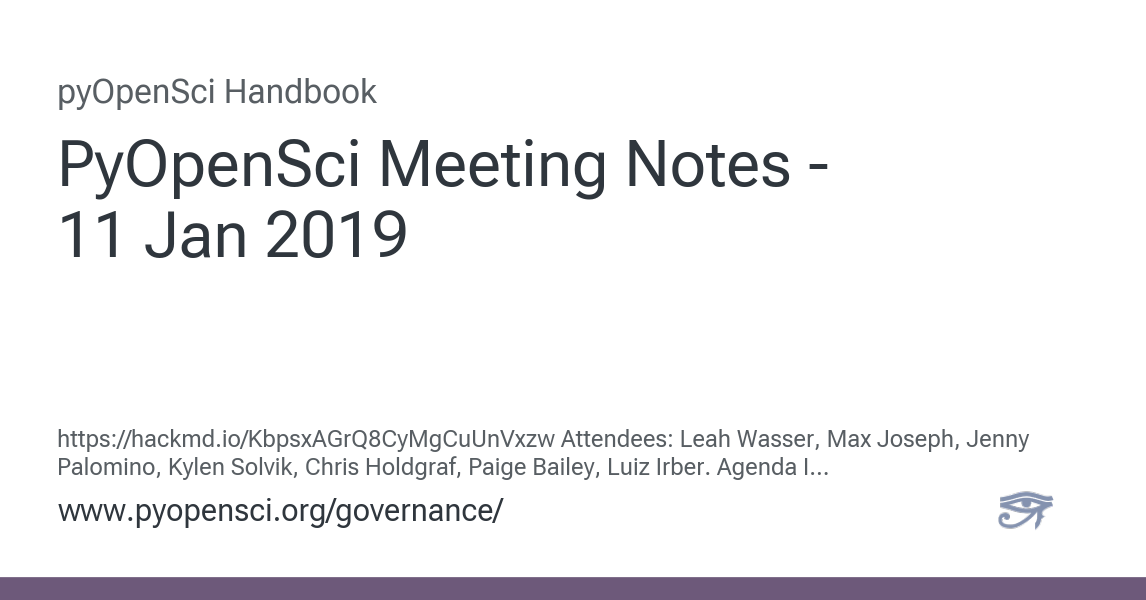 pyOpenSci Handbook
PyOpenSci Meeting Notes -
11 Jan 2019
https://hackmd.io/KbpsxAGrQ8CyMgCuUnVxzw Attendees: Leah Wasser, Max Joseph, Jenny
Palomino, Kylen Solvik, Chris Holdgraf, Paige Bailey, Luiz Irber. Agenda I...
www.pyopensci.org/governance/